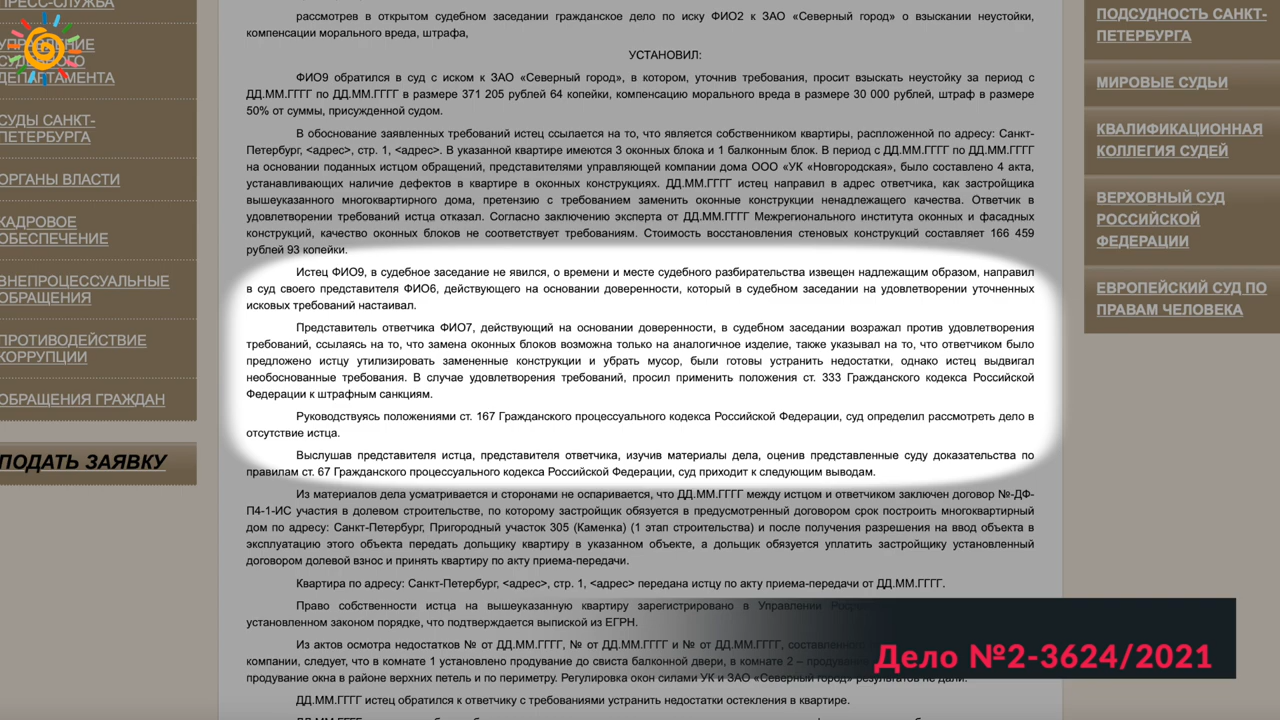 ПРЕСС-СЛУЖБА
УПРАВЛЕНИЕ
СУДЕБНОГО
ДЕПАРТАМЕНТА
СУДЫ САНКТ-
ПЕТЕРБУРГА
ОРГАНЫ ВЛАСТИ
КАДРОВОЕ
ОБЕСПЕЧЕНИЕ
ВНЕПРОЦЕССУАЛЬНЫЕ
ОБРАЩЕНИЯ
ПРОТИВОДЕЙСТВИЕ
КОРРУПЦИИ
ОБРАЩЕНИЯ ГРАЖДАН
ПОДАТЬ ЗАЯВКУ
рассмотрев в открытом судебном заседании гражданское дело по иску ФИО2 к ЗАО «Северный город» о взыскании неустойки,
компенсации морального вреда, штрафа,
УСТАНОВИЛ:
ФИО9 обратился в суд с иском к ЗАО «Северный город», в котором, уточнив требования, просит взыскать неустойку за период с
ДД.ММ.ГГГГ по ДД.ММ.ГГГГ в размере 371 205 рублей 64 копейки, компенсацию морального вреда в размере 30 000 рублей, штраф в размере
50% от суммы, присужденной судом.
В обоснование заявленных требований истец ссылается на то, что является собственником квартиры, распложенной по адресу: Санкт-
Петербург, <адрес>, стр. 1, <адрес>. В указанной квартире имеются 3 оконных блока и 1 балконным блок. В период с ДД.ММ.ГГГГ по ДД.ММ.ГГГГ
на основании поданных истцом обращений, представителями управляющей компании дома ООО «УК «Новгородская», было составлено 4 акта,
устанавливающих наличие дефектов в квартире в оконных конструкциях. ДД.ММ.ГГГГ истец направил в адрес ответчика, как застройщика
вышеуказанного многоквартирного дома, претензию с требованием заменить оконные конструкции ненадлежащего качества. Ответчик в
удовлетворении требований истца отказал. Согласно заключению эксперта от ДД.ММ.ГГГГ Межрегионального института оконных и фасадных
конструкций, качество оконных блоков не соответствует требованиям. Стоимость восстановления стеновых конструкций составляет 166 459
рублей 93 копейки.
Истец ФИО9, в судебное заседание не явился, о времени и месте судебного разбирательства извещен надлежащим образом, направил
в суд своего представителя ФИО6, действующего на основании доверенности, который в судебном заседании на удовлетворении уточненных
исковых требований настаивал.
Представитель ответчика ФИО7, действующий на основании доверенности, в судебном заседании возражал против удовлетворения
требований, ссылаясь на то, что замена оконных блоков возможна только на аналогичное изделие, также указывал на то, что ответчиком было
предложено истцу утилизировать замененные конструкции и убрать мусор, были готовы устранить недостатки, однако истец выдвигал
необоснованные требования. В случае удовлетворения требований, просил применить положения ст. 333 Гражданского кодекса Российской
Федерации к штрафным санкциям.
Руководствуясь положениями ст. 167 Гражданского процессуального кодекса Российской Федерации, суд определил рассмотреть дело в
отсутствие истца.
Выслушав представителя истца, представителя ответчика, изучив материалы дела, оценив представленные суду доказательства по
правилам ст. 67 Гражданского процессуального кодекса Российской Федерации, суд приходит к следующим выводам.
Из материалов дела усматривается и сторонами не оспаривается, что ДД.ММ.ГГГГ между истцом и ответчиком заключен договор №-ДФ-
П4-1-ИС участия в долевом строительстве, по которому застройщик обязуется в предусмотренный договором срок построить многоквартирный
дом по адресу: Санкт-Петербург, Пригородный участок 305 (Каменка) (1 этап строительства) и после получения разрешения на ввод объекта в
эксплуатацию этого объекта передать дольщику квартиру в указанном объекте, а дольщик обязуется уплатить застройщику установленный
договором долевой взнос и принять квартиру по акту приема-передачи.
Квартира по адресу: Санкт-Петербург, <адрес>, стр. 1, <адрес> передана истцу по акту приема-передачи от ДД.ММ.ГГГГ.
Право собственности истца на вышеуказанную квартиру зарегистрировано в Управлении
установленном законом порядке, что подтверждается выпиской из ЕГРН.
Из актов осмотра недостатков № от ДД.ММ.ГГГГ, № от ДД.ММ.ГГГГ и № от ДД.ММ.ГГГГ,
компании, следует, что в комнате 1 установлено продувание до свиста балконной двери, в комнате 2 –
продувание окна в районе верхних петель и по периметру. Регулировка окон силами УК и ЗАО «Северный город» результатов не дали.
ДД.ММ.ГГГГ истец обратился к ответчику с требованиями устранить недостатки остекления в квартире.
ПОДСУДНОСТЬ САНКТ-
ПЕТЕРБУРГА
МИРОВЫЕ СУДЬИ
КВАЛИФИКАЦИОННАЯ
КОЛЛЕГИЯ СУДЕЙ
ВЕРХОВНЫЙ СУД
РОССИЙСКОЙ
ФЕДЕРАЦИИ
ЕВРОПЕЙСКИЙ СУД ПО
ПРАВАМ ЧЕЛОВЕКА
Дело №2-3624/2021